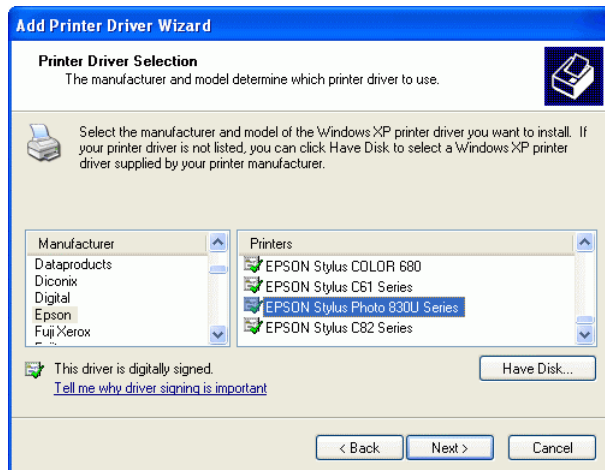 Add Printer Driver Wizard
Printer Driver Selection
The manufacturer and model determine which printer driver to use.
Select the manufacturer and model of the Windows XP printer driver you want to install. If
your printer driver is not listed, you can click Have Disk to select a Windows XP printer
driver supplied by your printer manufacturer.
Manufacturer
Dataproducts
Diconix
Digital
Epson
Fuji Xerox
Printers
EPSON Stylus COLOR 680
EPSON Stylus C61 Series
EPSON Stylus Photo 830U Series
EPSON Stylus C82 Series
This driver is digitally signed.
Tell me why driver signing is important
Have Disk...
< Back
Next >
Cancel